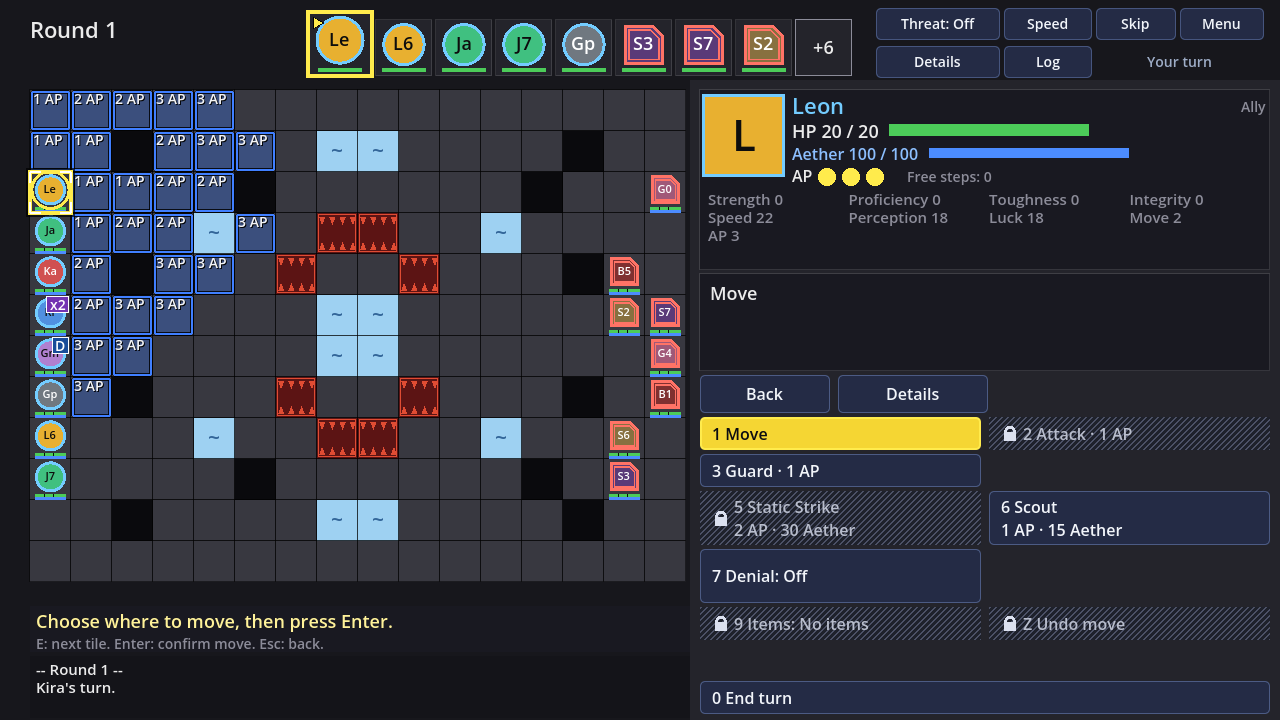 Round 1
Le
L6
Ja
J7
Gp
S3
S7
S2
+6
Threat: Off
Speed
Skip
Menu
Details
Log
Your turn
1 AP 2 AP 2 AP 3 AP 3 AP
1 AP 1 AP 2 AP 3 AP 3 AP ~ ~
Le 1 AP 1 AP 2 AP 2 AP G0
Ja 1 AP 2 AP 2 AP ~ 3 AP ~
Ka 2 AP 3 AP 3 AP B5
x2 2 AP 3 AP 3 AP ~ ~ S2 S7
D 3 AP 3 AP ~ ~ G4
Gp 3 AP B1
L6 ~ ~ S6
J7 S3
~ ~
L
Leon
Ally
HP 20 / 20
Aether 100 / 100
AP Free steps: 0
Strength 0 Proficiency 0 Toughness 0 Integrity 0
Speed 22 Perception 18 Luck 18 Move 2
AP 3
Move
Back
Details
1 Move
2 Attack · 1 AP
3 Guard · 1 AP
5 Static Strike
2 AP · 30 Aether
6 Scout
1 AP · 15 Aether
7 Denial: Off
9 Items: No items
Z Undo move
0 End turn
Choose where to move, then press Enter.
E: next tile. Enter: confirm move. Esc: back.
-- Round 1 --
Kira's turn.